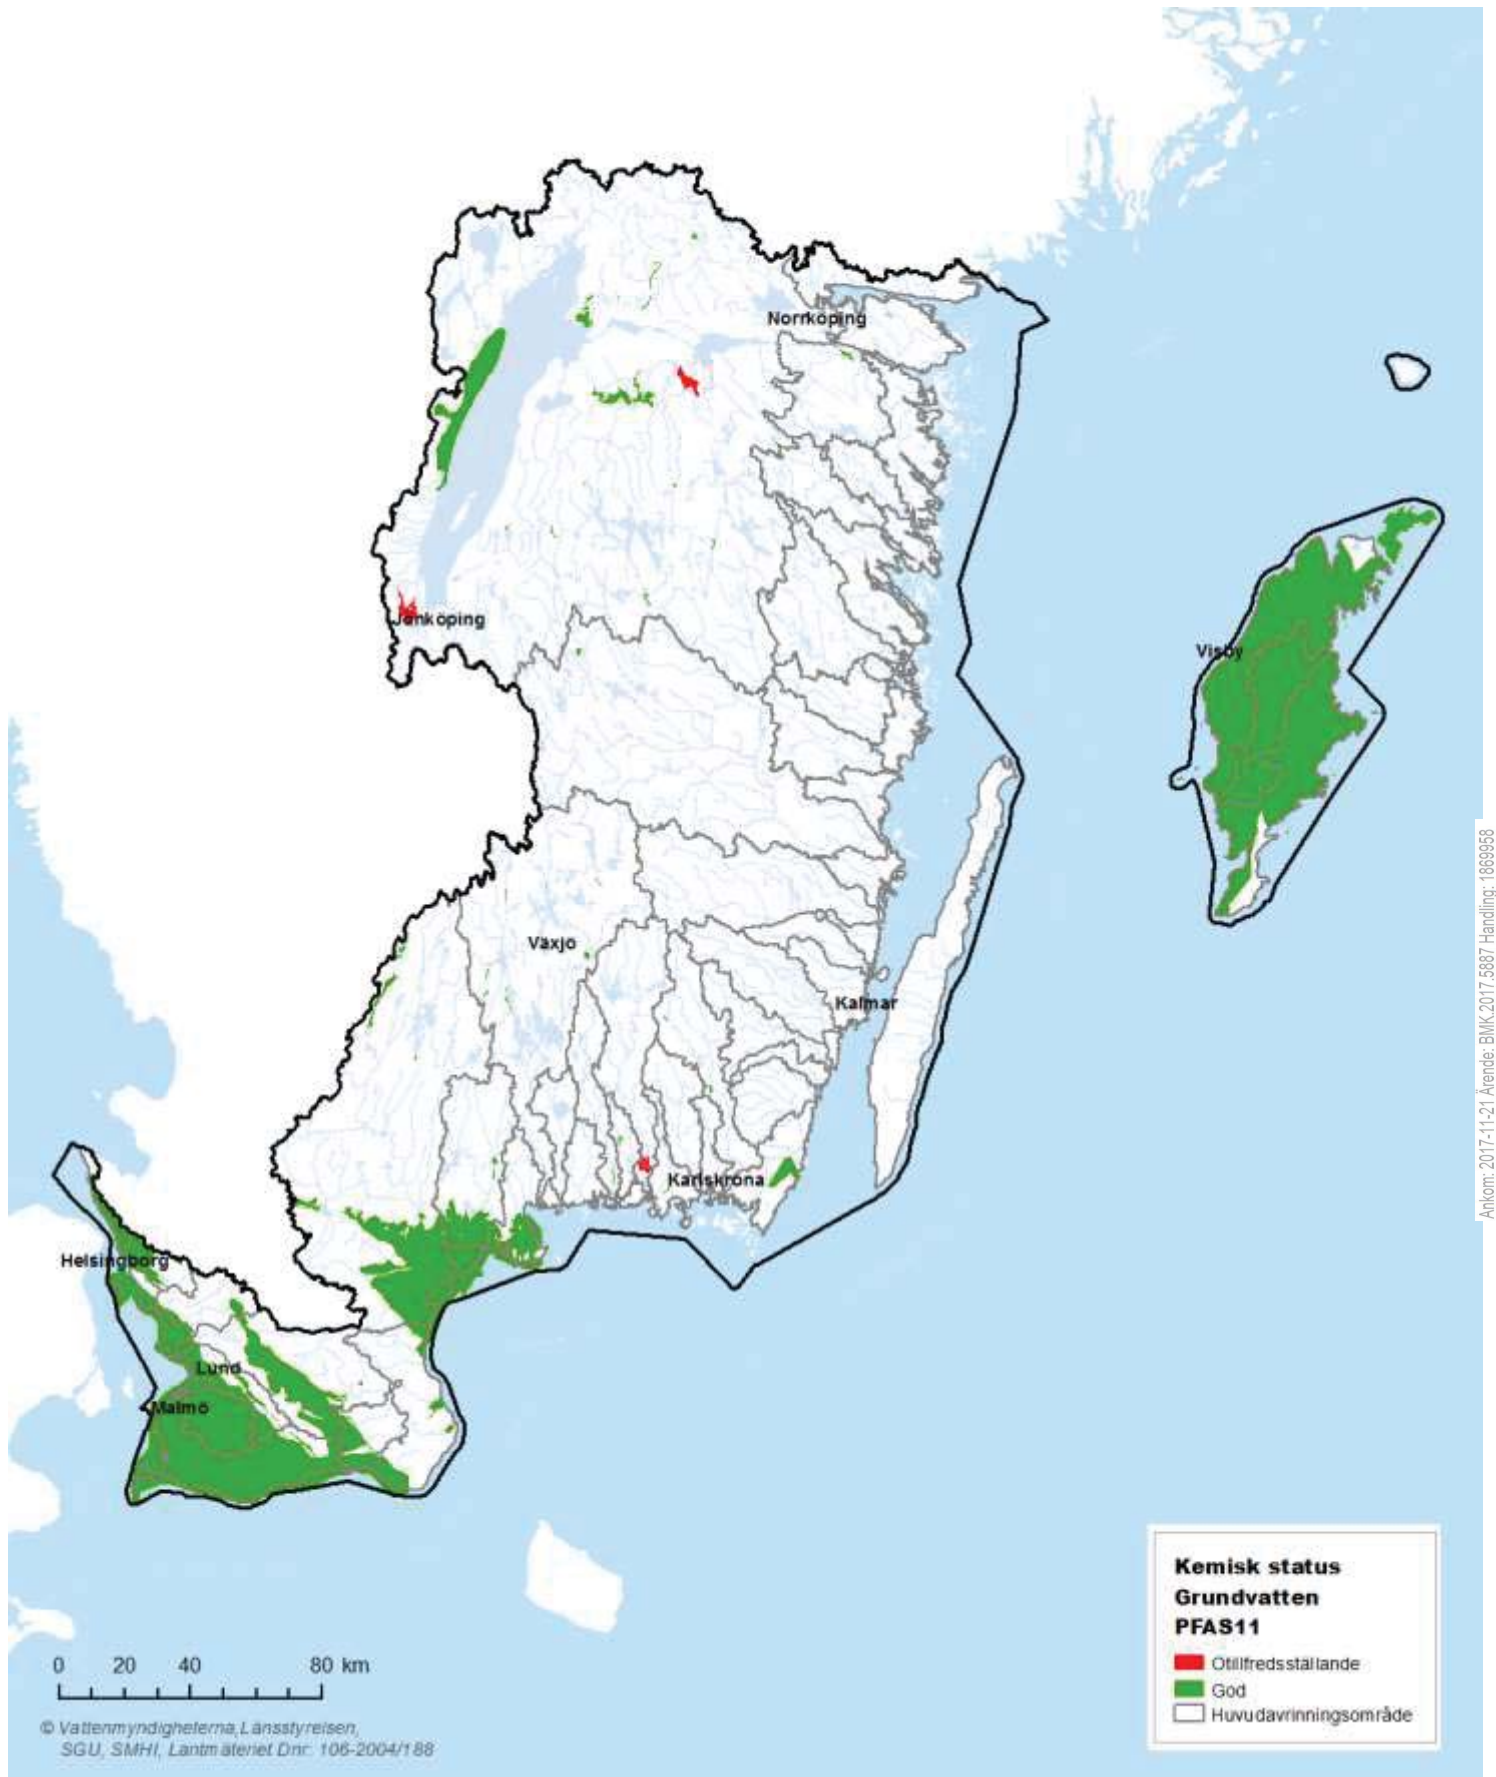 Norrköping
Jönköping
Visby
Växjö
Kalmar
Karlskrona
Helsingborg
Lund
Malmö
Ankom: 2017-11-21 Ärende: BMK.2017.5887 Handling: 1869958
Kemisk status
Grundvatten
PFAS11
Otillfredsställande
God
Huvudavrinningsområde
0 20 40 80 km
© Vattenmyndigheterna, Länsstyrelsen,
SGU, SMHI, Lantmäteriet Dnr: 106-2004/188